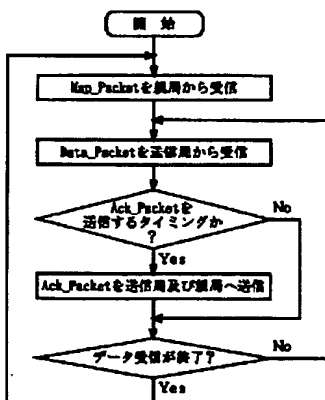 開 始
Map_Packetを親局から受信
Data_Packetを送信局から受信
Ack_Packetを
送信するタイミングか
?
No
Yes
Ack_Packetを送信局及び親局へ送信
データ受信が終了?
No
Yes